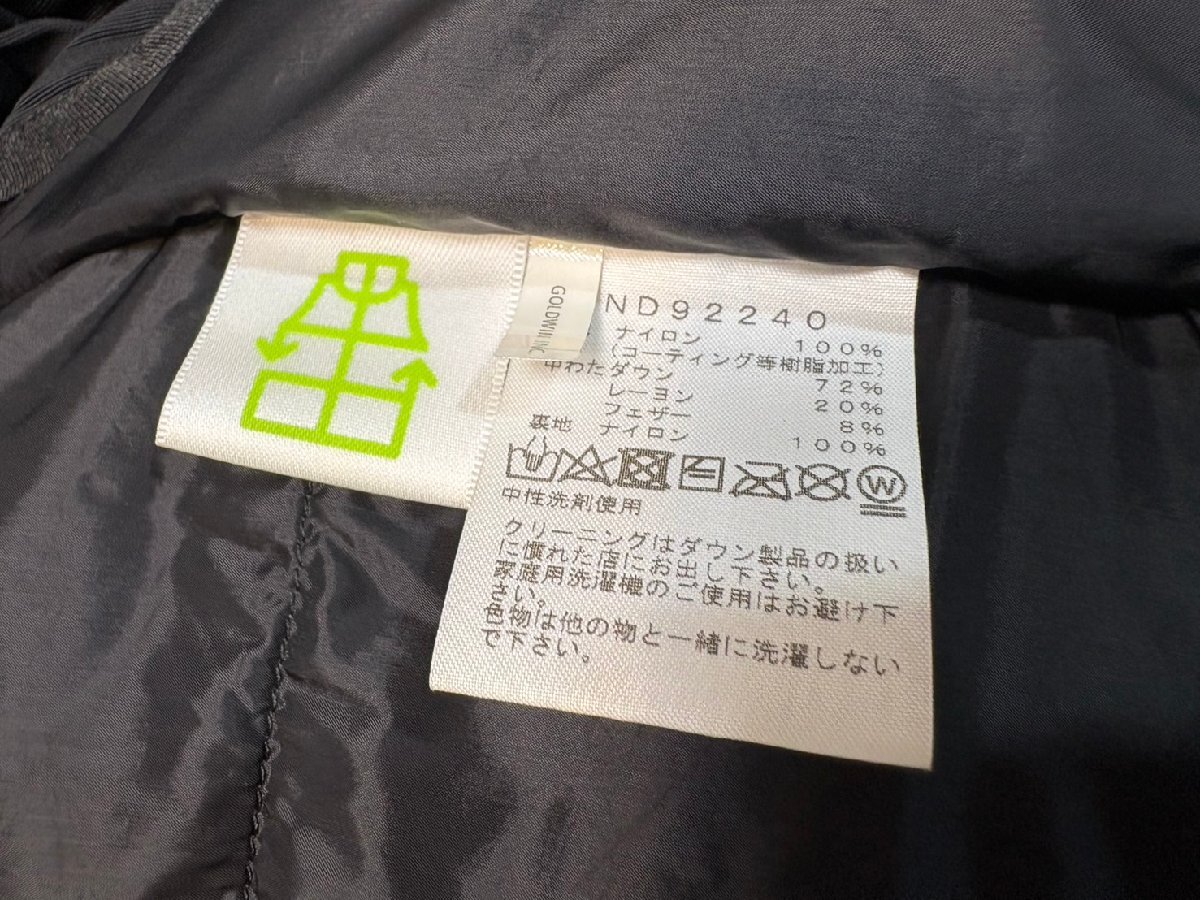 GOLDWIN INC
ND92240
ナイロン 100%
(コーティング等樹脂加工)
中わた ダウン 72%
レーヨン 20%
フェザー 8%
裏地 ナイロン 100%
W
中性洗剤使用
クリーニングはダウン製品の扱い
に慣れた店にお出し下さい。
家庭用洗濯機のご使用はお避け下
さい。
色物は他の物と一緒に洗濯しない
で下さい。